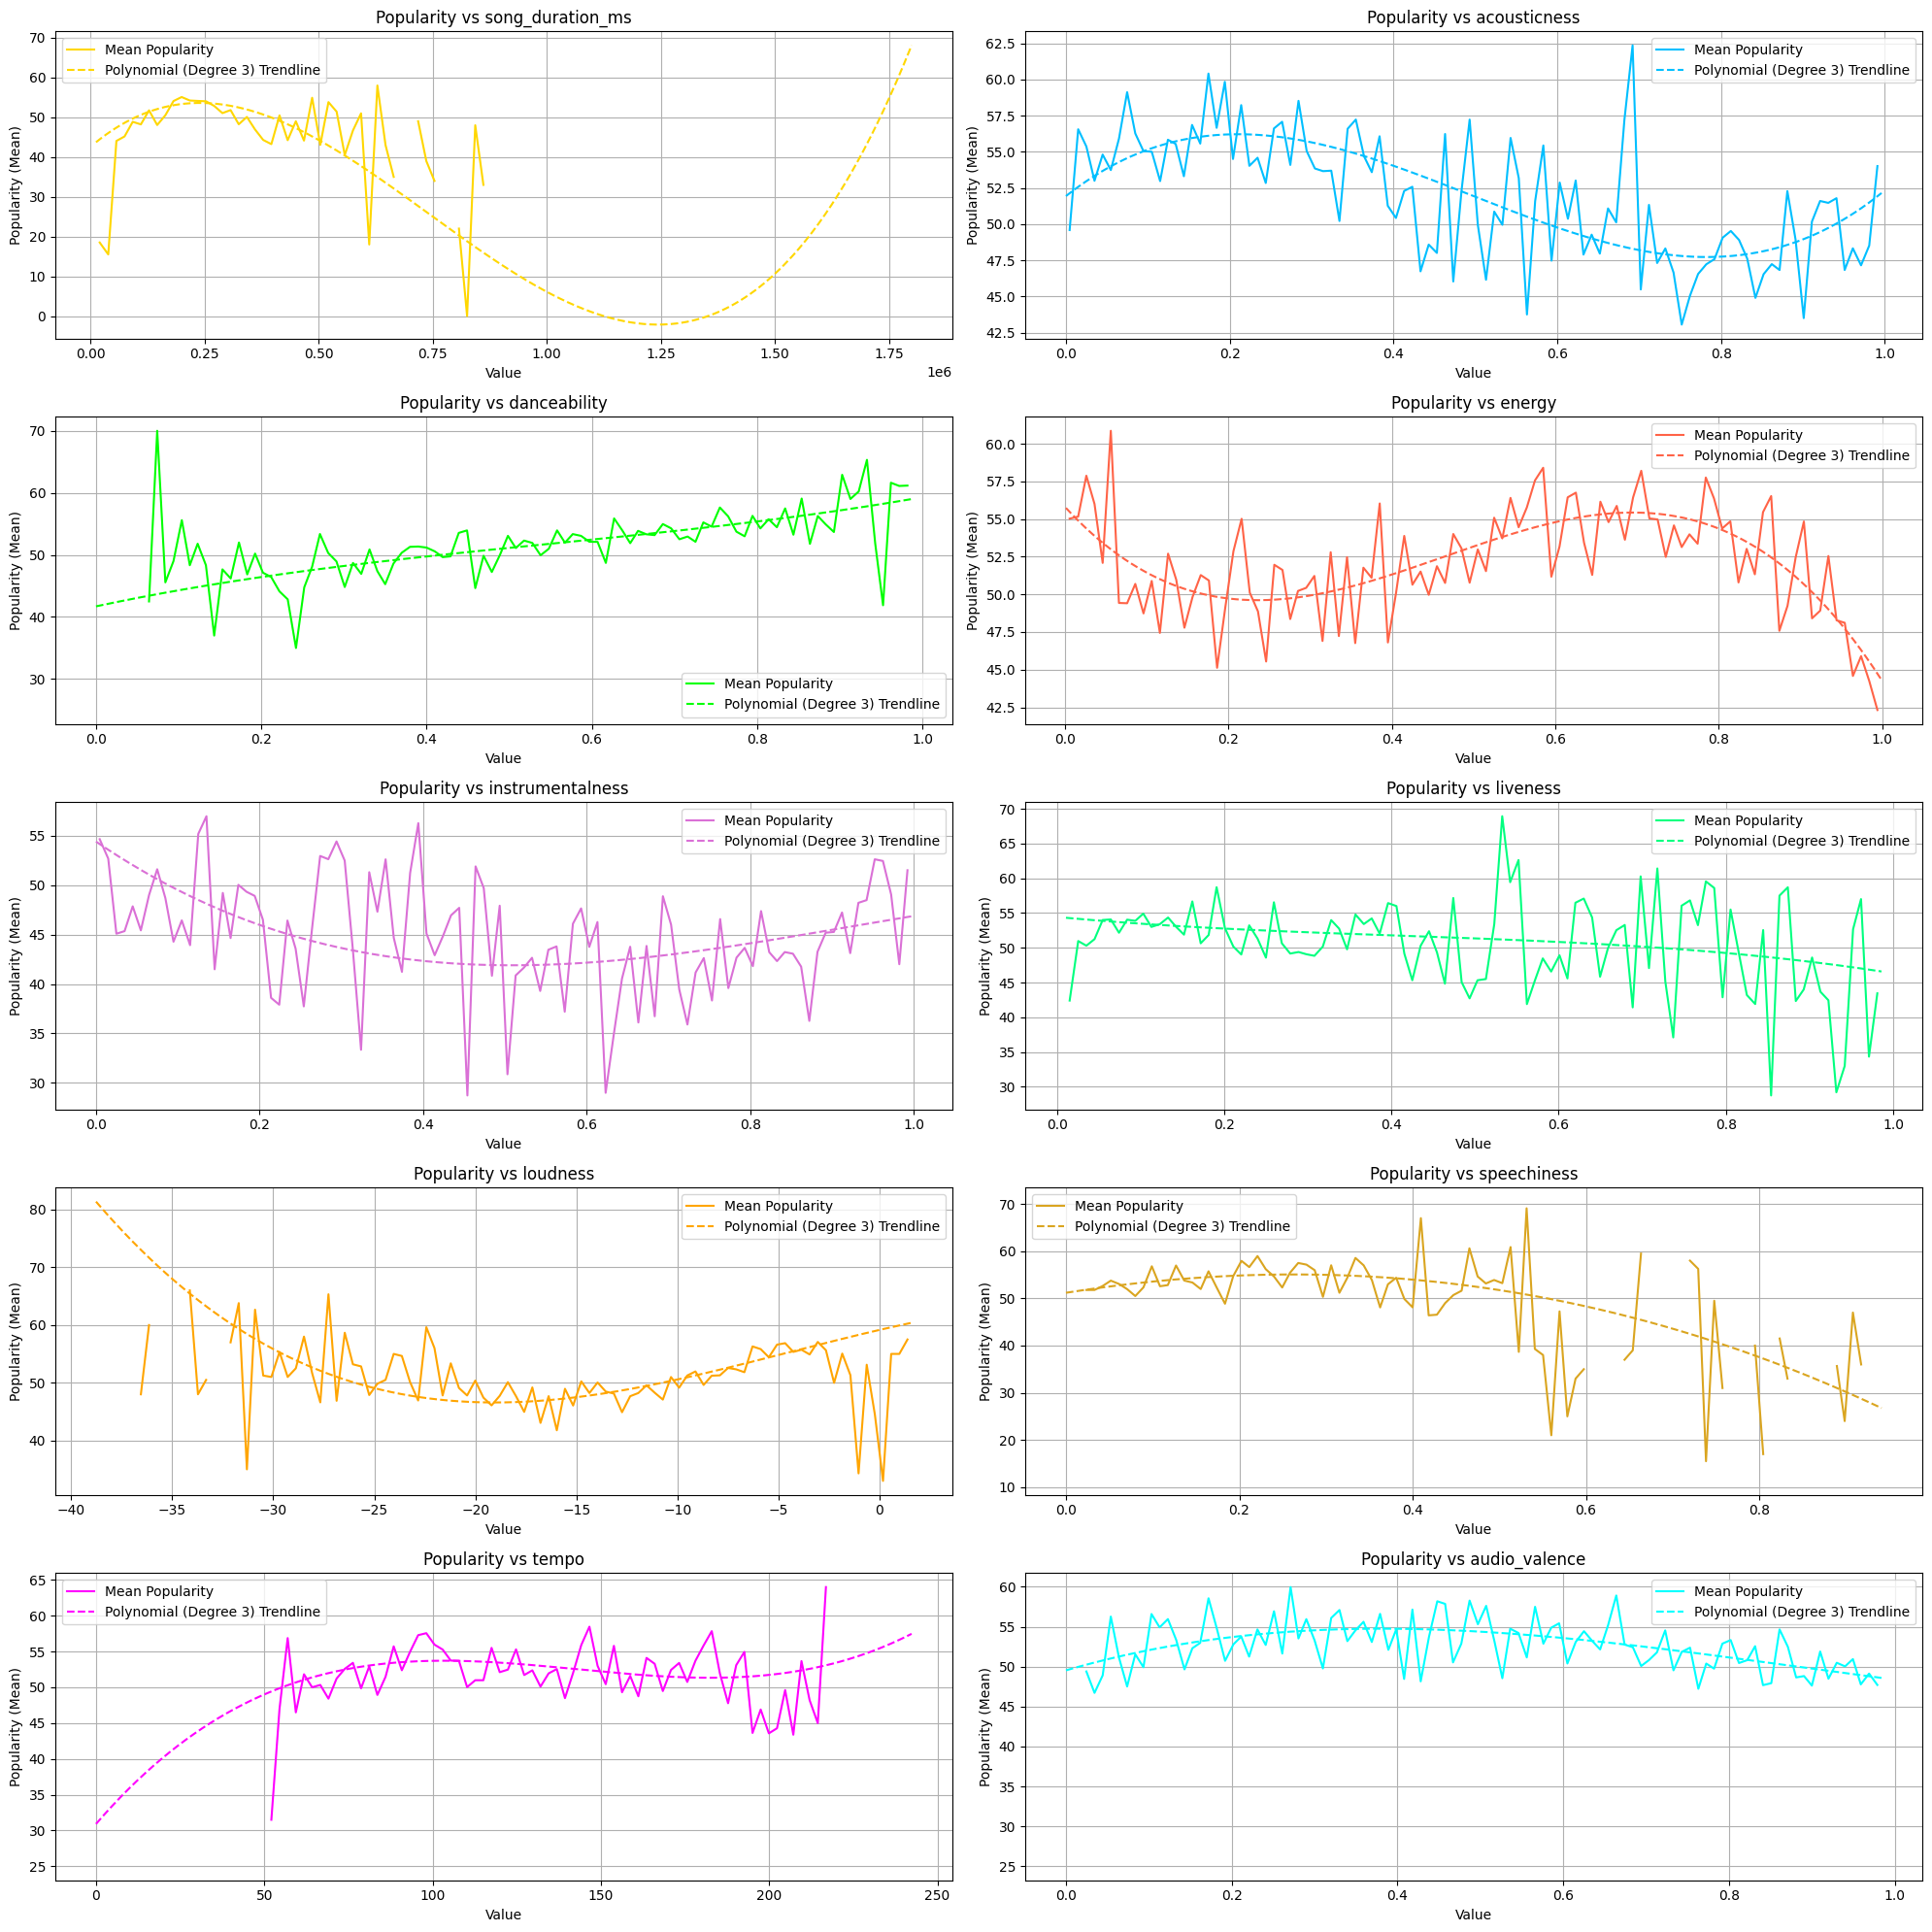 Popularity vs song_duration_ms
Mean Popularity
Polynomial (Degree 3) Trendline
Popularity (Mean)
70
60
50
40
30
20
10
0
0.00 0.25 0.50 0.75 1.00 1.25 1.50 1.75
1e6
Value
Popularity vs acousticness
Mean Popularity
Polynomial (Degree 3) Trendline
Popularity (Mean)
62.5
60.0
57.5
55.0
52.5
50.0
47.5
45.0
42.5
0.0 0.2 0.4 0.6 0.8 1.0
Value
Popularity vs danceability
Popularity (Mean)
70
60
50
40
30
Mean Popularity
Polynomial (Degree 3) Trendline
0.0 0.2 0.4 0.6 0.8 1.0
Value
Popularity vs energy
Mean Popularity
Polynomial (Degree 3) Trendline
Popularity (Mean)
60.0
57.5
55.0
52.5
50.0
47.5
45.0
42.5
0.0 0.2 0.4 0.6 0.8 1.0
Value
Popularity vs instrumentalness
Mean Popularity
Polynomial (Degree 3) Trendline
Popularity (Mean)
55
50
45
40
35
30
0.0 0.2 0.4 0.6 0.8 1.0
Value
Popularity vs liveness
Mean Popularity
Polynomial (Degree 3) Trendline
Popularity (Mean)
70
65
60
55
50
45
40
35
30
0.0 0.2 0.4 0.6 0.8 1.0
Value
Popularity vs loudness
Mean Popularity
Polynomial (Degree 3) Trendline
Popularity (Mean)
80
70
60
50
40
−40 −35 −30 −25 −20 −15 −10 −5 0
Value
Popularity vs speechiness
Mean Popularity
Polynomial (Degree 3) Trendline
Popularity (Mean)
70
60
50
40
30
20
10
0.0 0.2 0.4 0.6 0.8
Value
Popularity vs tempo
Mean Popularity
Polynomial (Degree 3) Trendline
Popularity (Mean)
65
60
55
50
45
40
35
30
25
0 50 100 150 200 250
Value
Popularity vs audio_valence
Mean Popularity
Polynomial (Degree 3) Trendline
Popularity (Mean)
60
55
50
45
40
35
30
25
0.0 0.2 0.4 0.6 0.8 1.0
Value